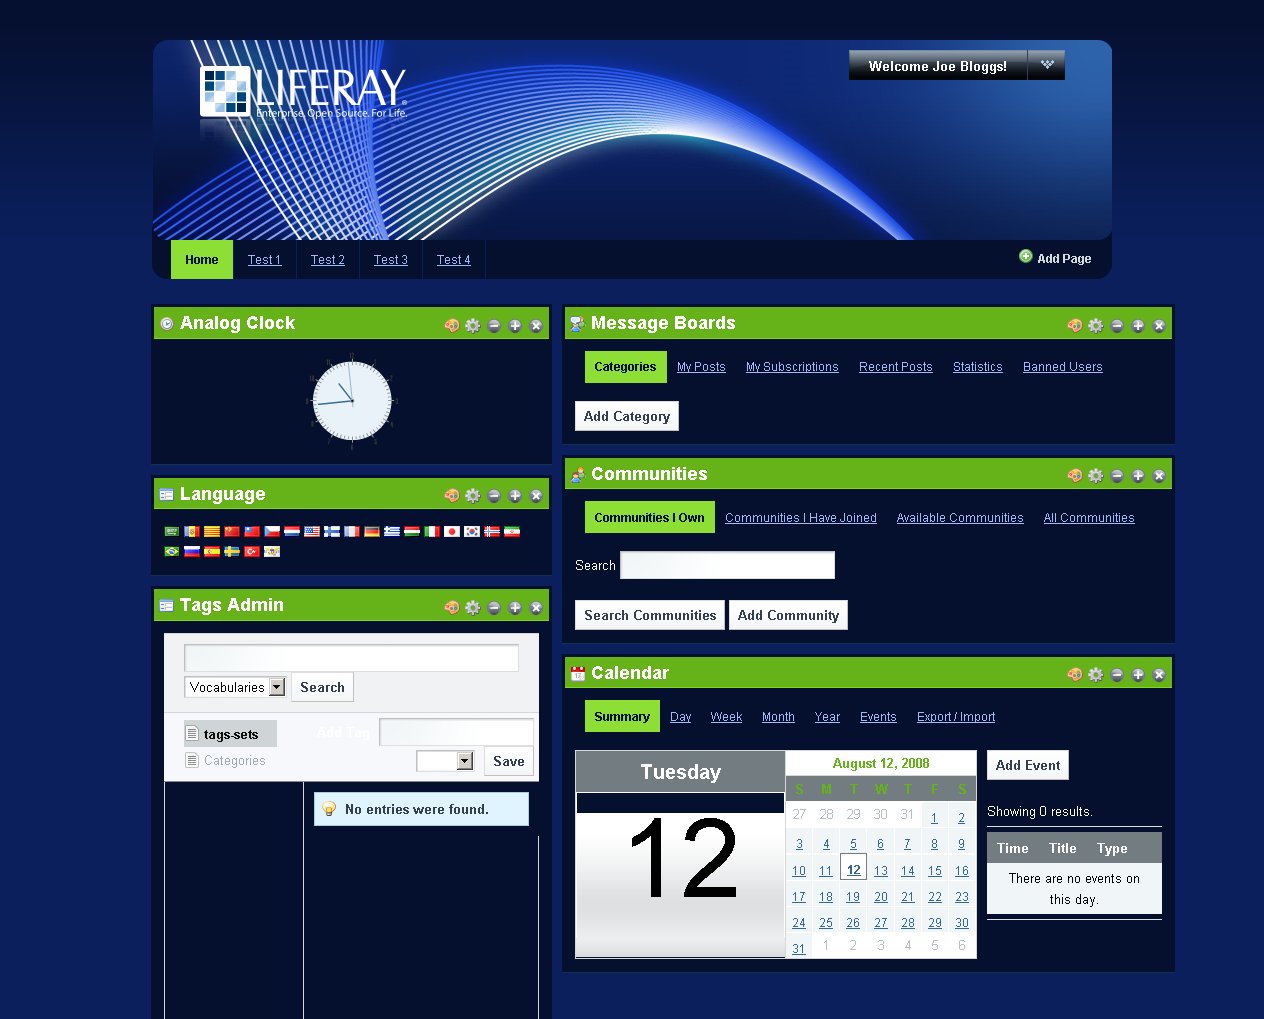 LIFERAY
Enterprise. Open Source. For Life.
Welcome Joe Bloggs!
Home Test 1 Test 2 Test 3 Test 4
Add Page
Analog Clock
Language
Tags Admin
Vocabularies Search
tags-sets Add Tag
Categories Save
No entries were found.
Message Boards
Categories My Posts My Subscriptions Recent Posts Statistics Banned Users
Add Category
Communities
Communities I Own Communities I Have Joined Available Communities All Communities
Search
Search Communities Add Community
Calendar
Summary Day Week Month Year Events Export / Import
Tuesday
12
August 12, 2008
S M T W T F S
27 28 29 30 31 1 2
3 4 5 6 7 8 9
10 11 12 13 14 15 16
17 18 19 20 21 22 23
24 25 26 27 28 29 30
31 1 2 3 4 5 6
Add Event
Showing 0 results.
Time Title Type
There are no events on
this day.